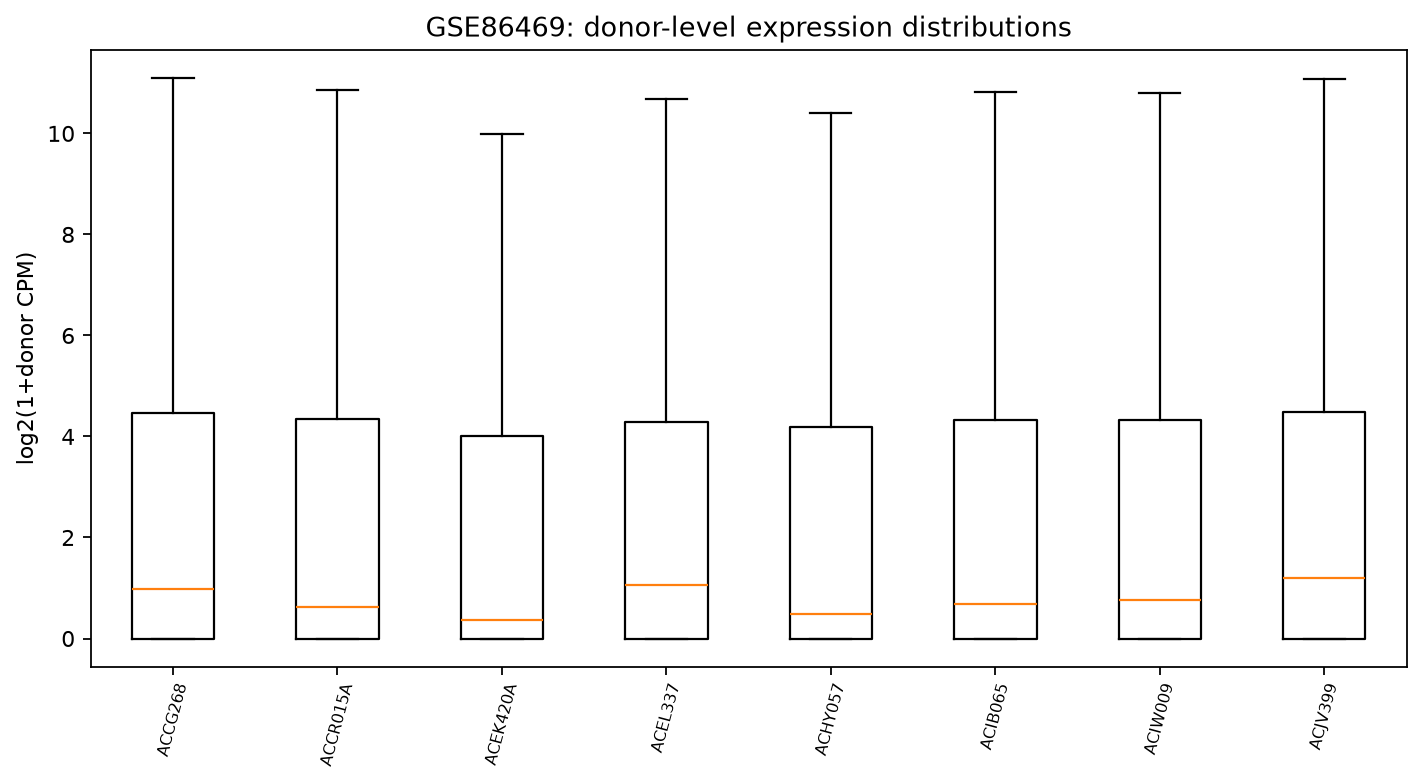 GSE86469: donor-level expression distributions
log2(1+donor CPM)
10
8
6
4
2
0
ACCG268
ACCR015A
ACEK420A
ACEL337
ACHY057
ACIB065
ACIW009
ACJV399